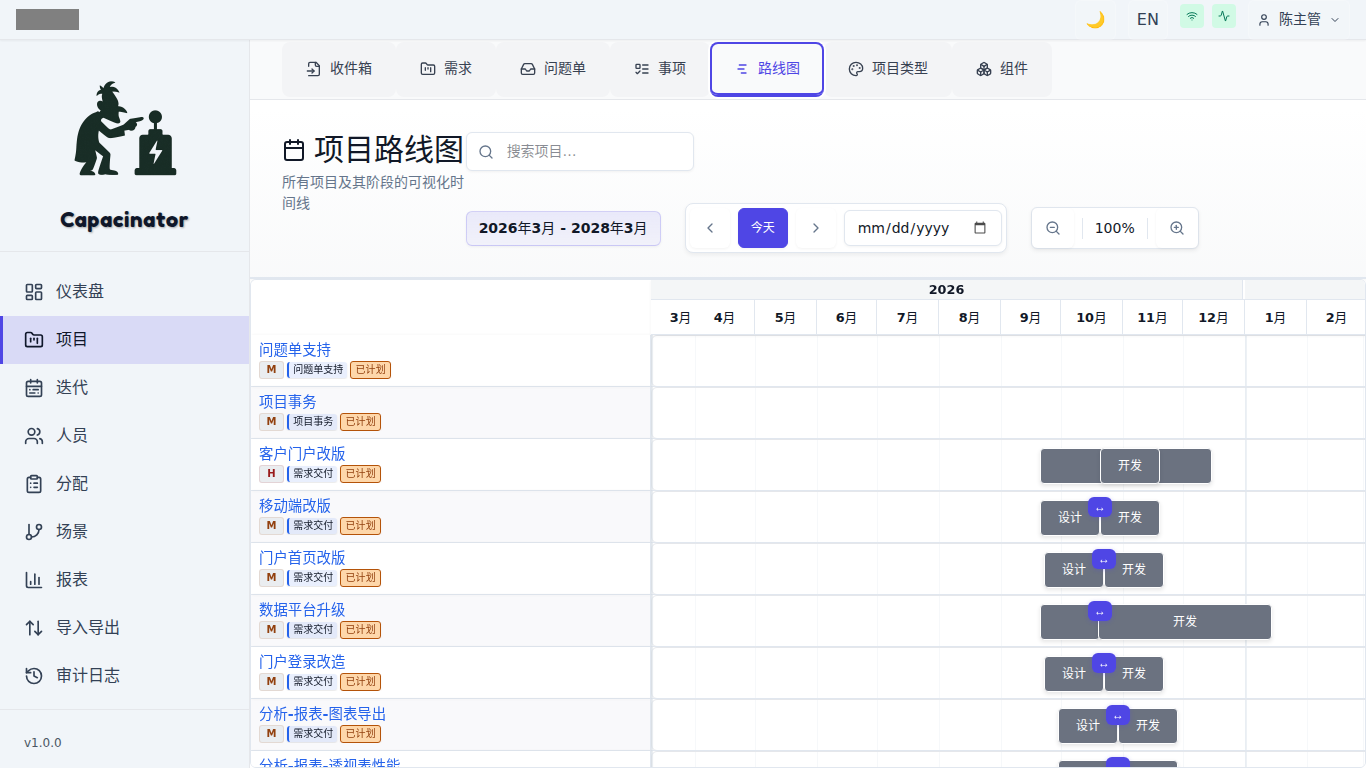 EN
陈主管
Capacinator
收件箱
需求
问题单
事项
路线图
项目类型
组件
项目路线图
搜索项目...
所有项目及其阶段的可视化时
间线
2026年3月 - 2028年3月
今天
mm/dd/yyyy
100%
仪表盘
项目
迭代
人员
分配
场景
报表
导入导出
审计日志
v1.0.0
2026
3月 4月 5月 6月 7月 8月 9月 10月 11月 12月 1月 2月
问题单支持
M 问题单支持 已计划
项目事务
M 项目事务 已计划
客户门户改版
H 需求交付 已计划
开发
移动端改版
M 需求交付 已计划
设计 ↔ 开发
门户首页改版
M 需求交付 已计划
设计 ↔ 开发
数据平台升级
M 需求交付 已计划
↔ 开发
门户登录改造
M 需求交付 已计划
设计 ↔ 开发
分析-报表-图表导出
M 需求交付 已计划
设计 ↔ 开发
分析-报表-透视表性能